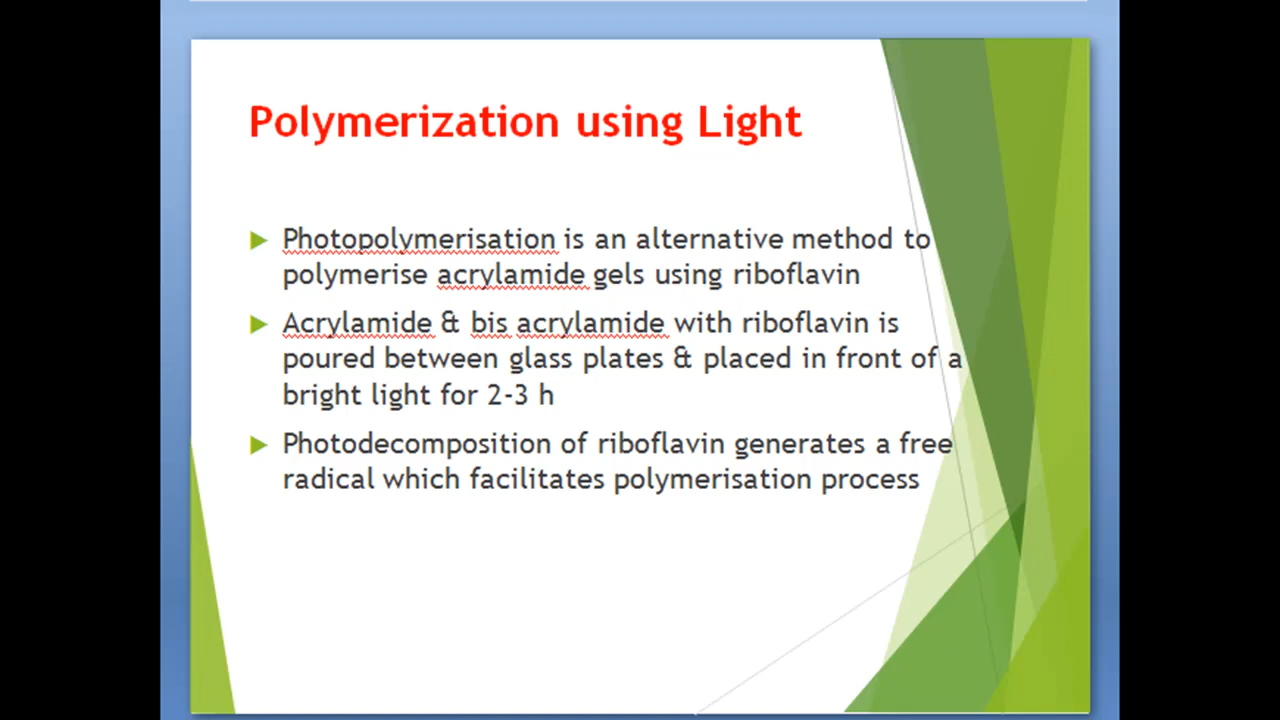 Polymerization using Light
Photopolymerisation is an alternative method to
polymerise acrylamide gels using riboflavin
Acrylamide & bis acrylamide with riboflavin is
poured between glass plates & placed in front of a
bright light for 2-3 h
Photodecomposition of riboflavin generates a free
radical which facilitates polymerisation process